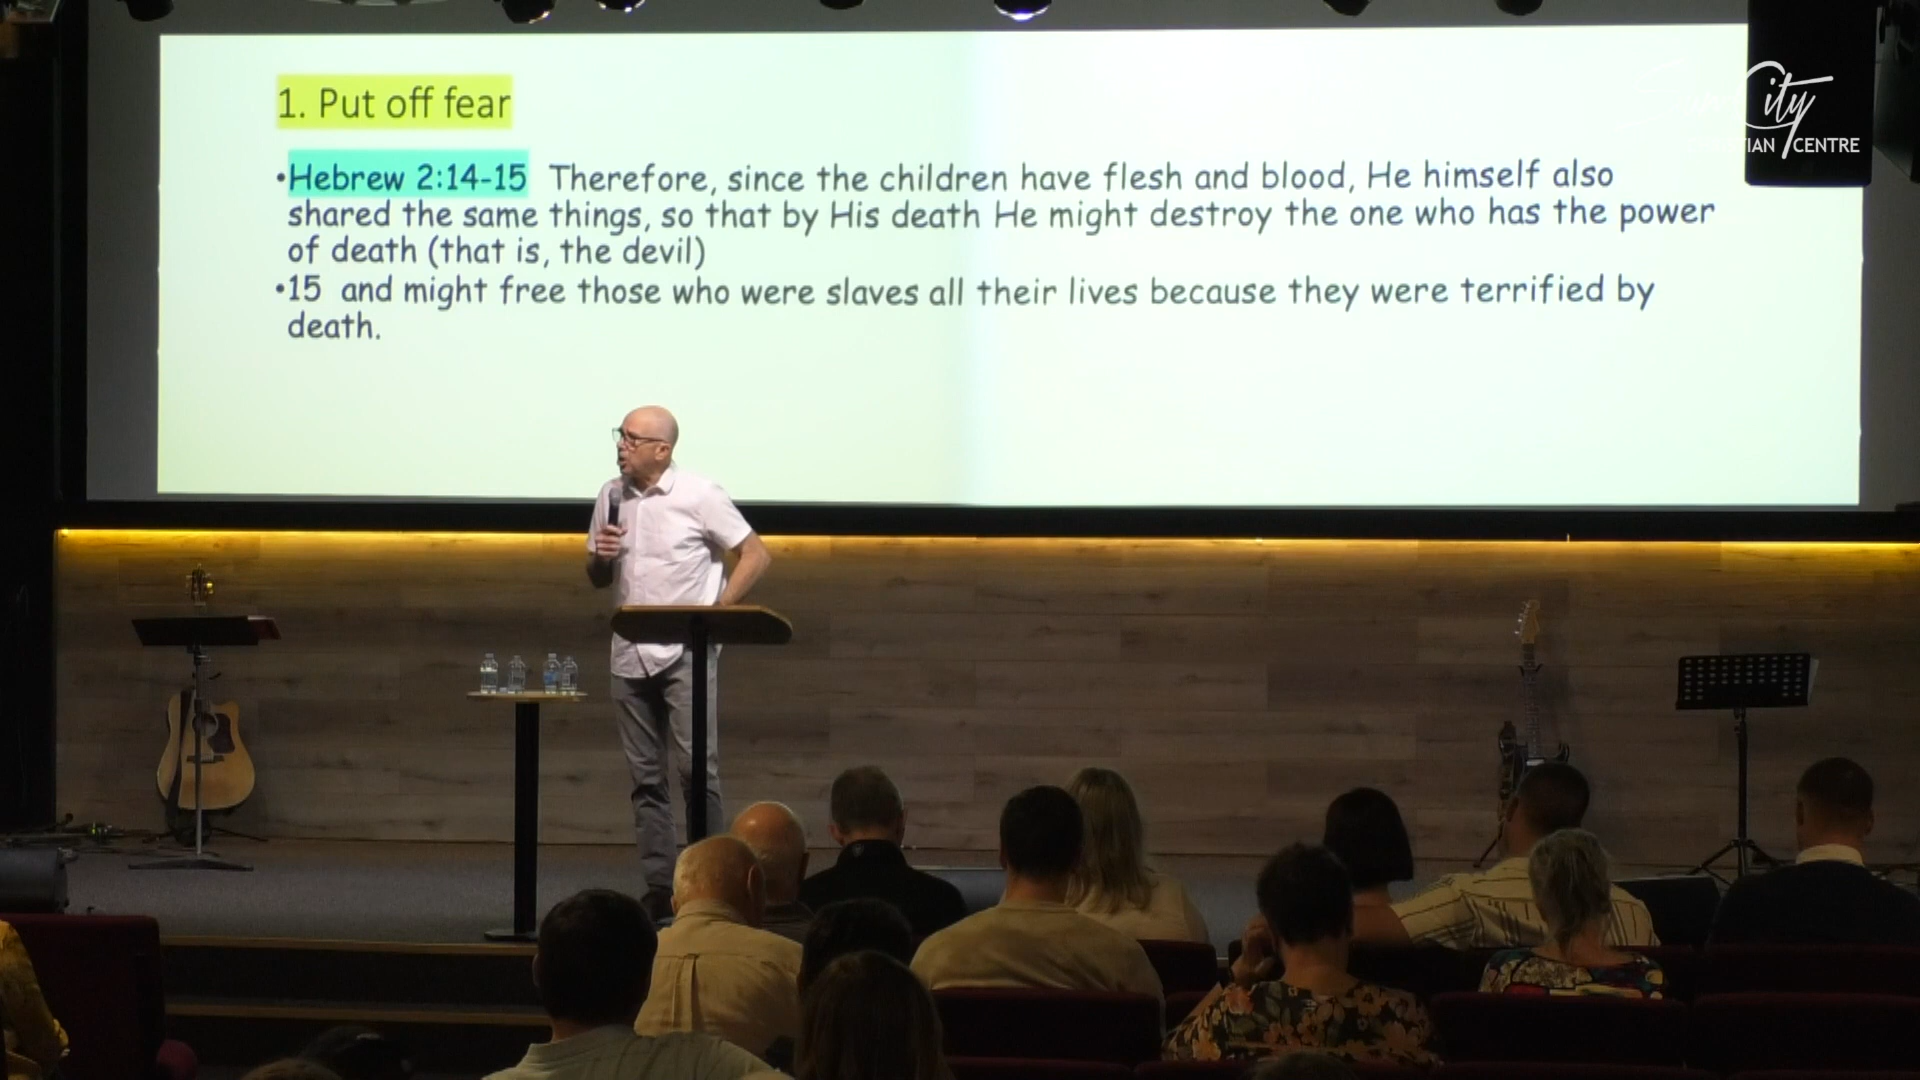 1. Put off fear
•Hebrew 2:14-15 Therefore, since the children have flesh and blood, He himself also
shared the same things, so that by His death He might destroy the one who has the power
of death (that is, the devil)
•15 and might free those who were slaves all their lives because they were terrified by
death.
City
CENTRE